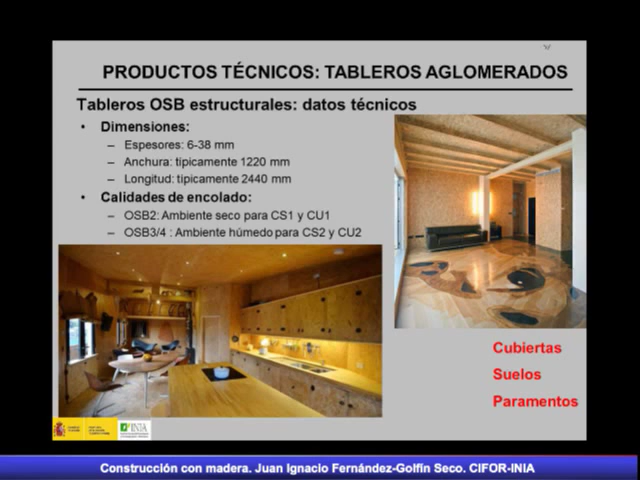 PRODUCTOS TÉCNICOS: TABLEROS AGLOMERADOS
Tableros OSB estructurales: datos técnicos
• Dimensiones:
– Espesores: 6-38 mm
– Anchura: tipicamente 1220 mm
– Longitud: tipicamente 2440 mm
• Calidades de encolado:
– OSB2: Ambiente seco para CS1 y CU1
– OSB3/4 : Ambiente húmedo para CS2 y CU2
Cubiertas
Suelos
Paramentos
INIA
Construcción con madera. Juan Ignacio Fernández-Golfín Seco. CIFOR-INIA